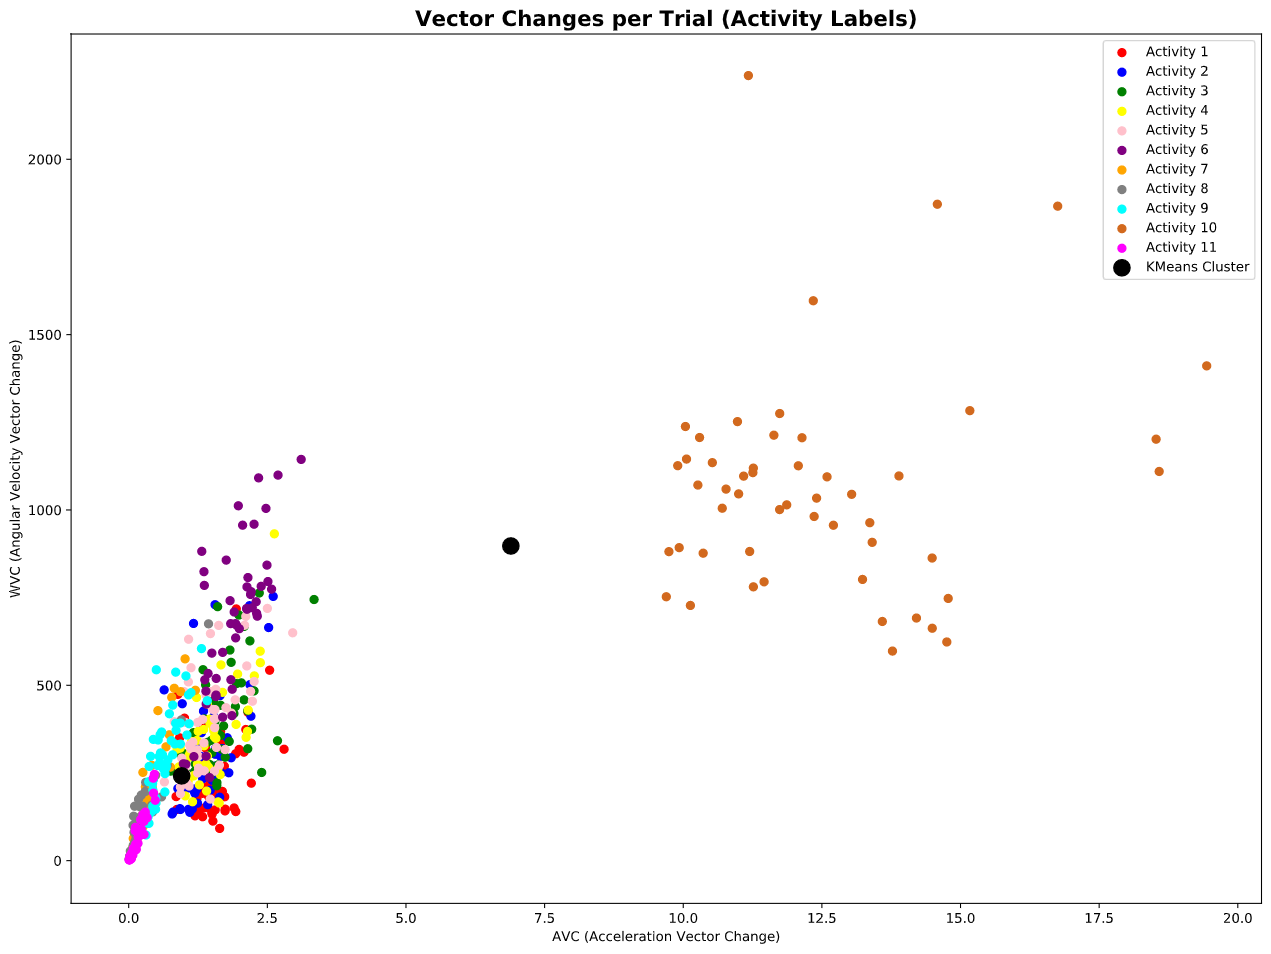 Vector Changes per Trial (Activity Labels)
Activity 1
Activity 2
Activity 3
Activity 4
Activity 5
Activity 6
Activity 7
Activity 8
Activity 9
Activity 10
Activity 11
KMeans Cluster
WVC (Angular Velocity Vector Change)
2000
1500
1000
500
0
0.0 2.5 5.0 7.5 10.0 12.5 15.0 17.5 20.0
AVC (Acceleration Vector Change)